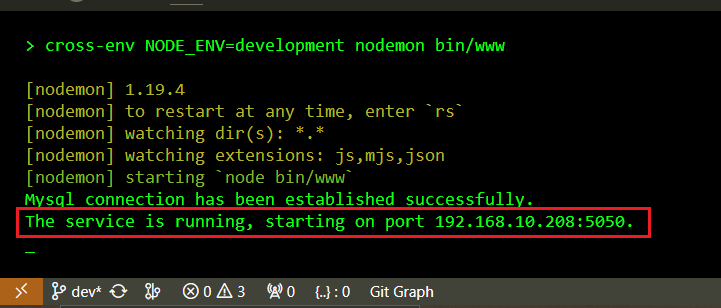 > cross-env NODE_ENV=development nodemon bin/www
[nodemon] 1.19.4
[nodemon] to restart at any time, enter `rs`
[nodemon] watching dir(s): *.*
[nodemon] watching extensions: js,mjs,json
[nodemon] starting `node bin/www`
Mysql connection has been established successfully.
The service is running, starting on port 192.168.10.208:5050.
_
dev* 0 3 0 {..} : 0 Git Graph